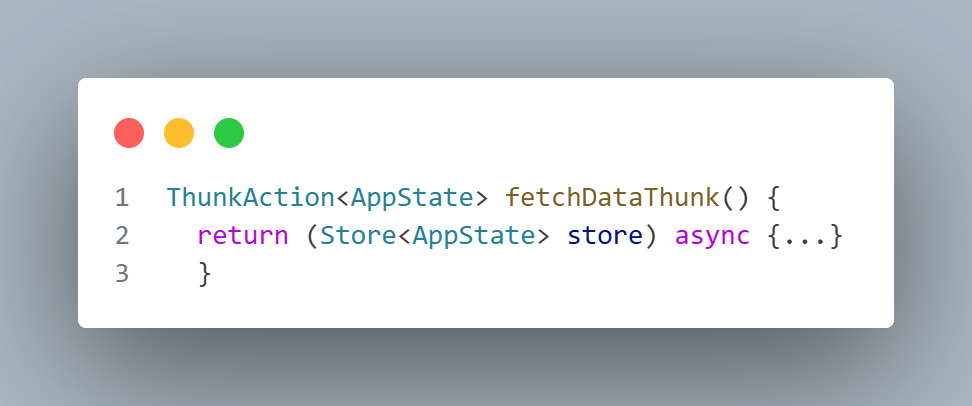 1 ThunkAction<AppState> fetchDataThunk() {
2 return (Store<AppState> store) async {...}
3 }